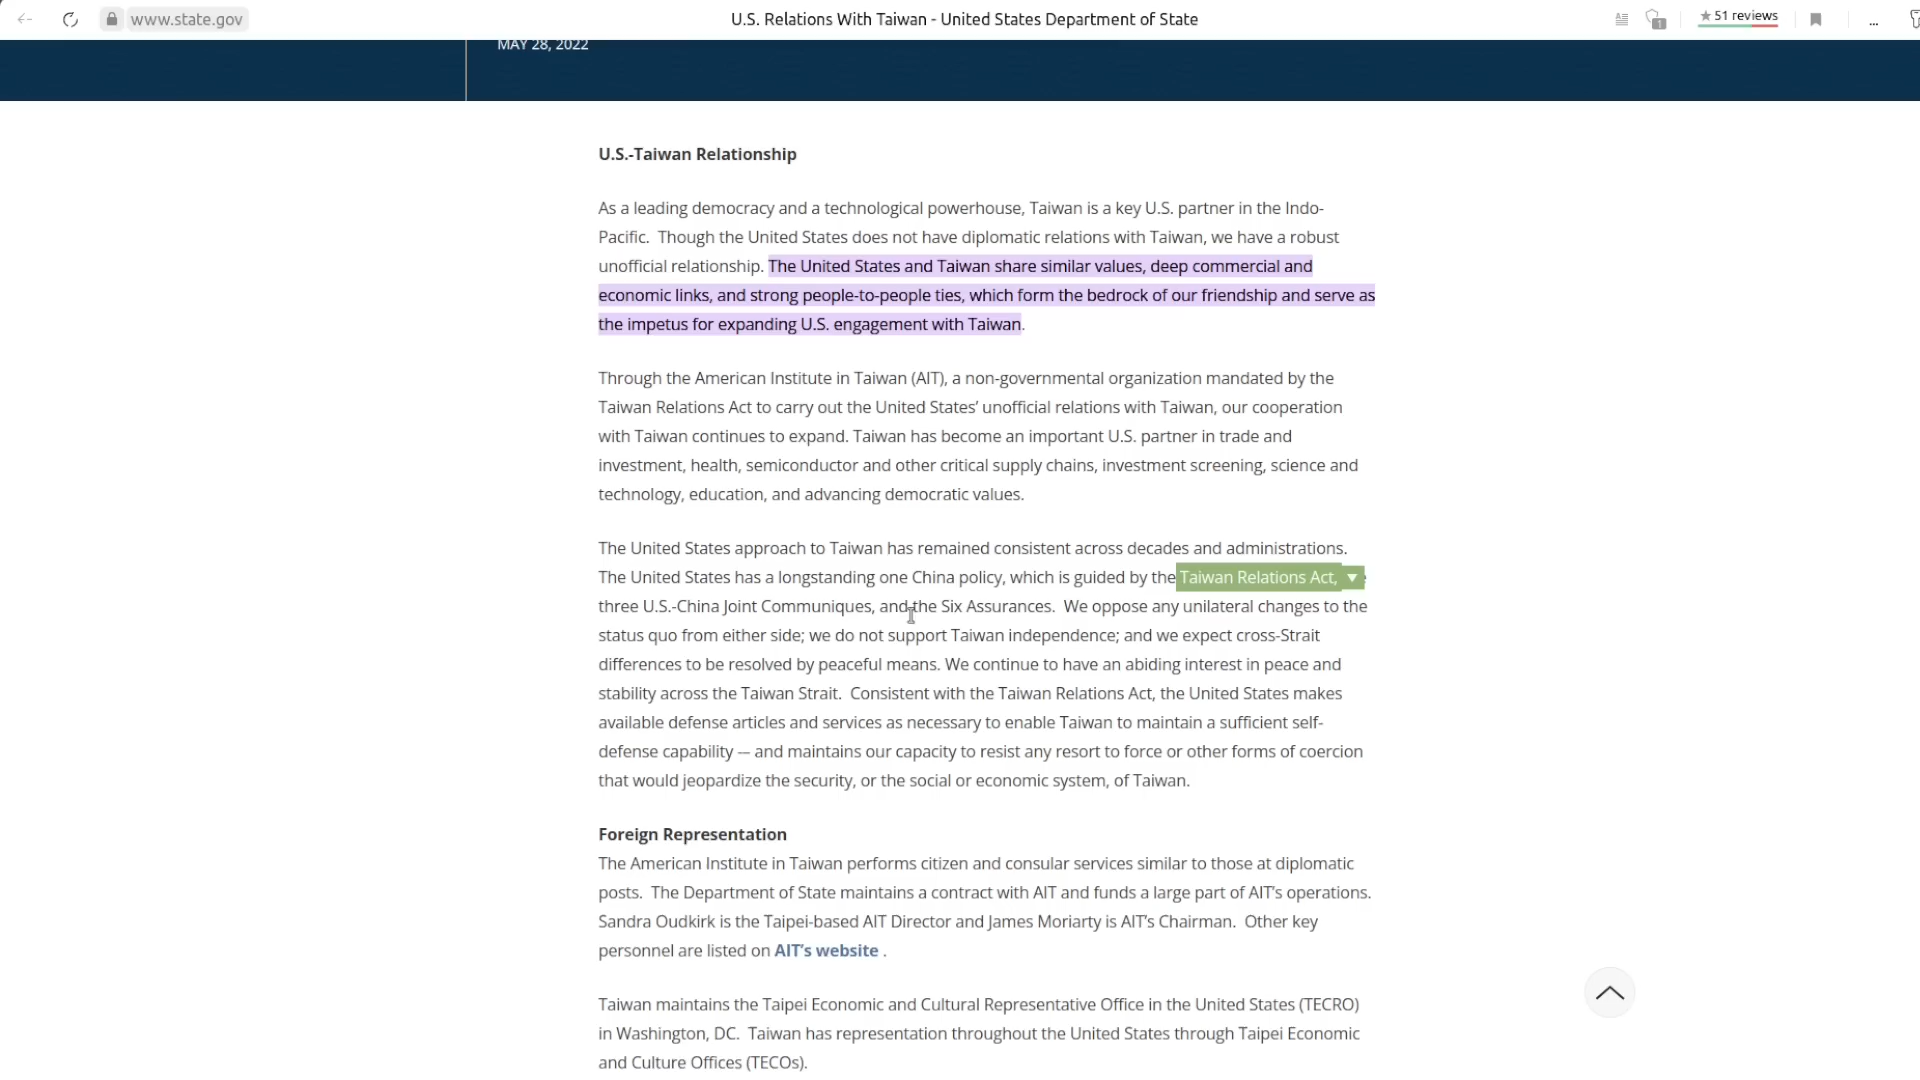 www.state.gov
U.S. Relations With Taiwan - United States Department of State
1
★ 51 reviews
...
MAY 28, 2022
U.S.-Taiwan Relationship
As a leading democracy and a technological powerhouse, Taiwan is a key U.S. partner in the Indo-
Pacific.  Though the United States does not have diplomatic relations with Taiwan, we have a robust
unofficial relationship. The United States and Taiwan share similar values, deep commercial and
economic links, and strong people-to-people ties, which form the bedrock of our friendship and serve as
the impetus for expanding U.S. engagement with Taiwan.
Through the American Institute in Taiwan (AIT), a non-governmental organization mandated by the
Taiwan Relations Act to carry out the United States’ unofficial relations with Taiwan, our cooperation
with Taiwan continues to expand. Taiwan has become an important U.S. partner in trade and
investment, health, semiconductor and other critical supply chains, investment screening, science and
technology, education, and advancing democratic values.
The United States approach to Taiwan has remained consistent across decades and administrations.
The United States has a longstanding one China policy, which is guided by the Taiwan Relations Act,
three U.S.-China Joint Communiques, and the Six Assurances.  We oppose any unilateral changes to the
status quo from either side; we do not support Taiwan independence; and we expect cross-Strait
differences to be resolved by peaceful means. We continue to have an abiding interest in peace and
stability across the Taiwan Strait.  Consistent with the Taiwan Relations Act, the United States makes
available defense articles and services as necessary to enable Taiwan to maintain a sufficient self-
defense capability -– and maintains our capacity to resist any resort to force or other forms of coercion
that would jeopardize the security, or the social or economic system, of Taiwan.
Foreign Representation
The American Institute in Taiwan performs citizen and consular services similar to those at diplomatic
posts.  The Department of State maintains a contract with AIT and funds a large part of AIT’s operations.
Sandra Oudkirk is the Taipei-based AIT Director and James Moriarty is AIT’s Chairman.  Other key
personnel are listed on AIT’s website .
Taiwan maintains the Taipei Economic and Cultural Representative Office in the United States (TECRO)
in Washington, DC.  Taiwan has representation throughout the United States through Taipei Economic
and Culture Offices (TECOs).